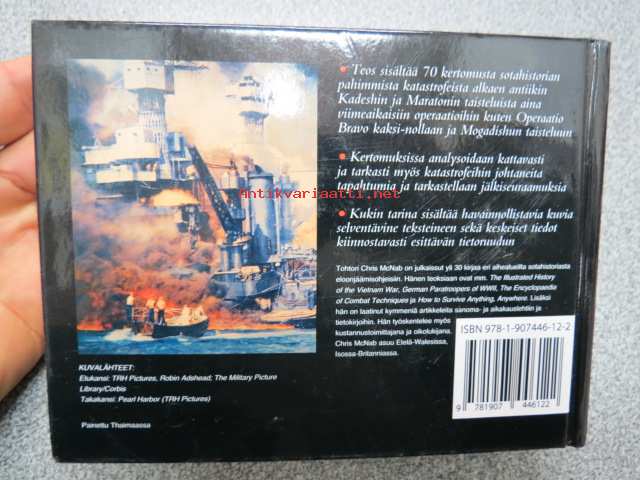 • Teos sisältää 70 kertomusta sotahistorian
pahimmista katastrofeista alkaen antiikin
Kadeshin ja Maratonin taisteluista aina
viimeaikaisiin operaatioihin kuten Operaatio
Bravo kaksi-nollaan ja Mogadishun taisteluun
• Kertomuksissa analysoidaan kattavasti
ja tarkasti myös katastrofeihin johtaneita
tapahtumia ja tarkastellaan jälkiseuraamuksia
• Kukin tarina sisältää havainnollistavia kuvia
selventävine teksteineen sekä keskeiset tiedot
kiinnostavasti esittävän tietoruudun
Tohtori Chris McNab on julkaissut yli 30 kirjaa eri aihealueilta sotahistoriasta
eloonjäämisohjeisiin. Hänen teoksiaan ovat mm. The Illustrated History
of the Vietnam War, German Paratroopers of WWII, The Encyclopaedia
of Combat Techniques ja How to Survive Anything, Anywhere. Lisäksi
hän on laatinut kymmeniä artikkeleita sanoma- ja aikakauslehtiin ja
tietokirjoihin. Hän työskentelee myös
kustannustoimittajana ja oikolukijana.
Chris McNab asuu Etelä-Walesissa,
Isossa-Britanniassa.
KUVALÄHTEET:
Etukansi: TRH Pictures, Robin Adshead; The Military Picture
Library/Corbis
Takakansi: Pearl Harbor (TRH Pictures)
Painettu Thaimaassa
ISBN 978-1-907446-12-2
9 781907 446122
Antikvariaatti.net